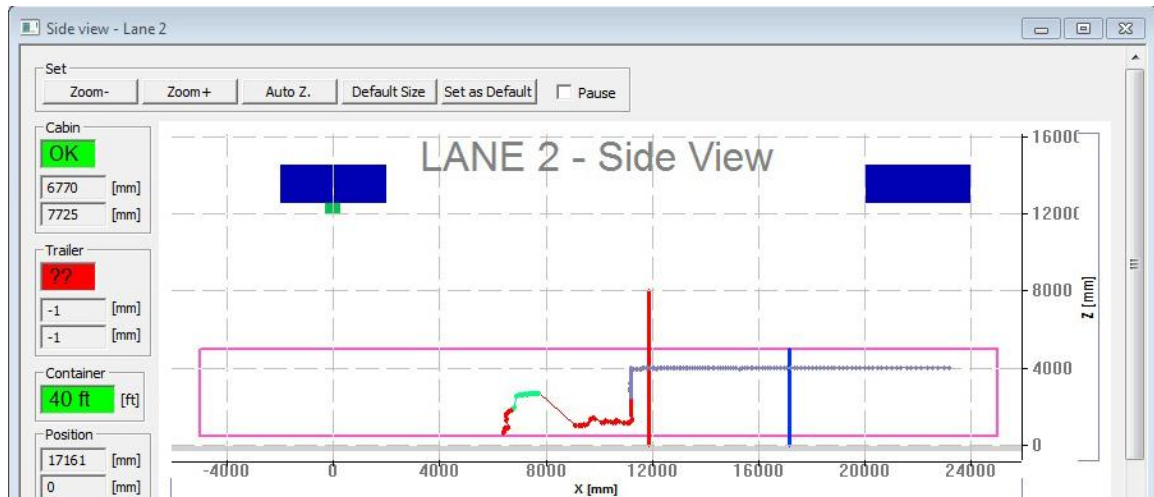 Side view - Lane 2
Set
Zoom- Zoom+ Auto Z. Default Size Set as Default Pause
Cabin
OK
6770 [mm]
7725 [mm]
Trailer
??
-1 [mm]
-1 [mm]
Container
40 ft [ft]
Position
17161 [mm]
0 [mm]
LANE 2 - Side View
16000
12000
8000
4000
0
Z [mm]
-4000 0 4000 8000 12000 16000 20000 24000
X [mm]